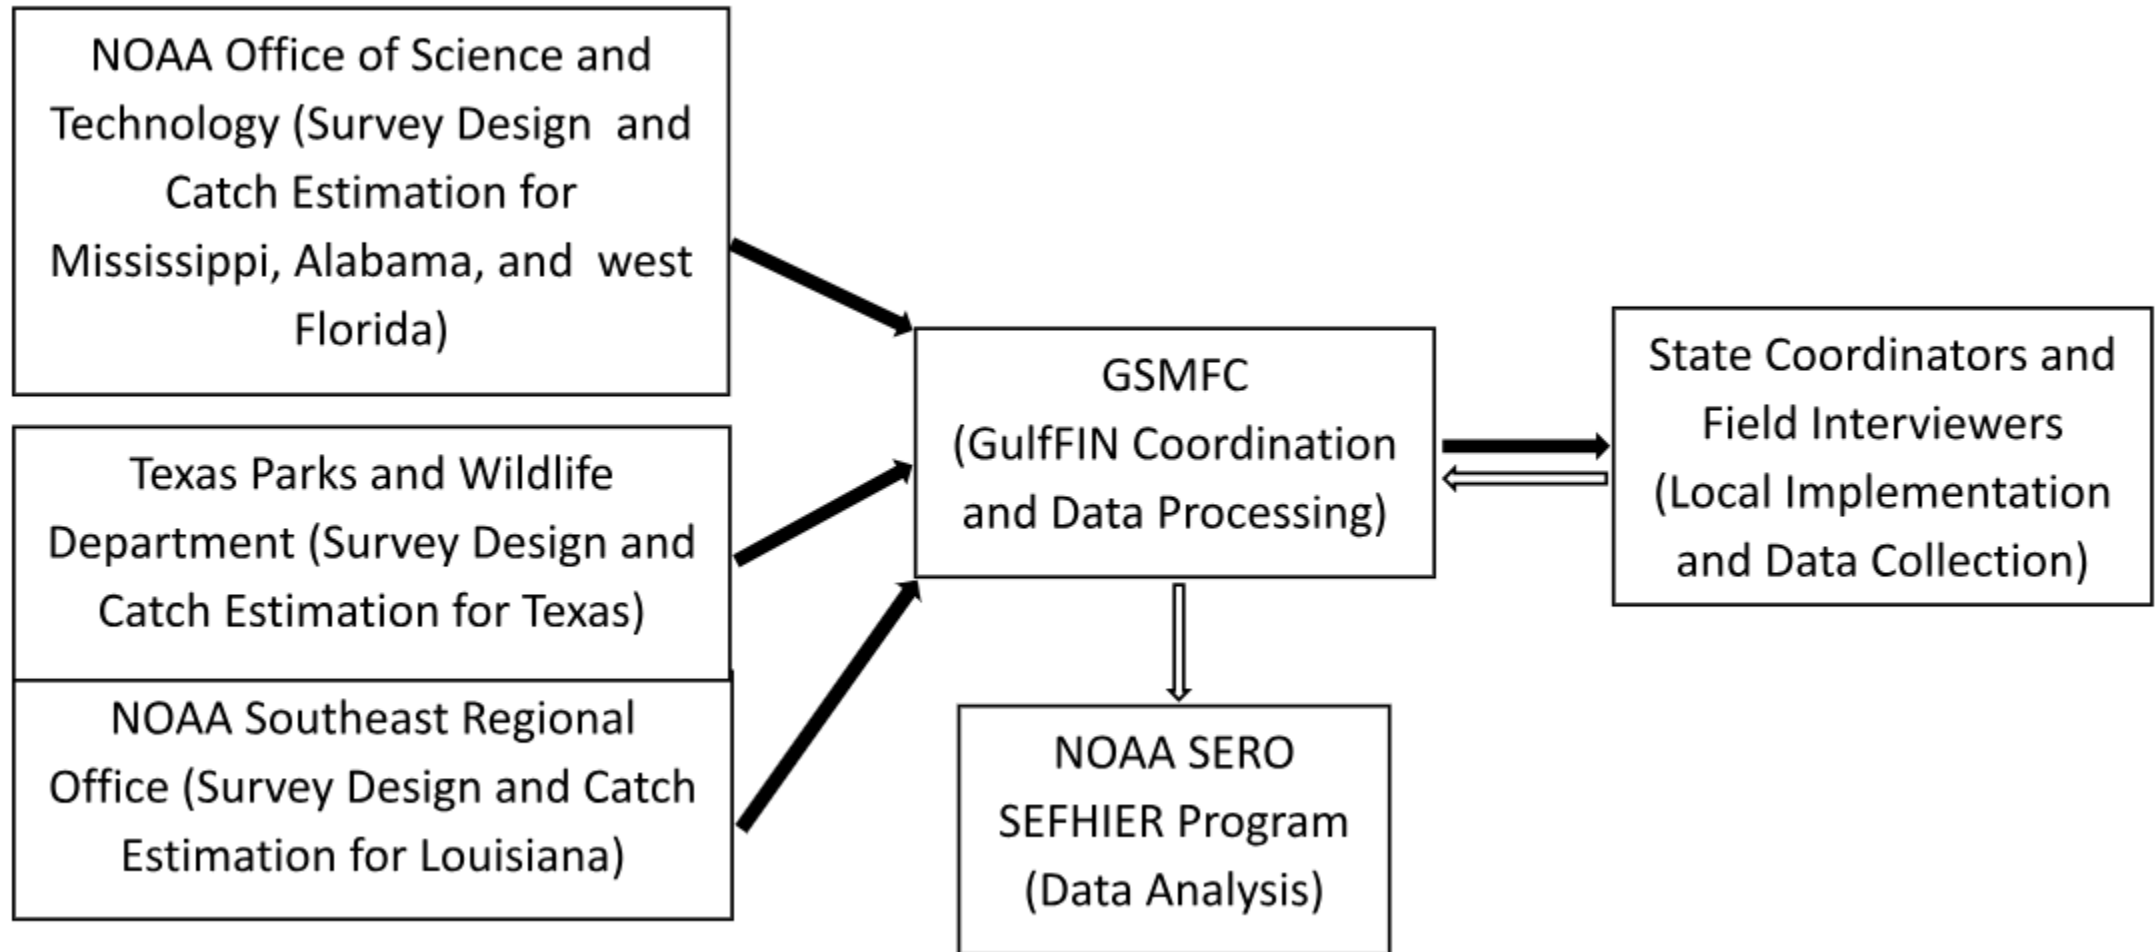 NOAA Office of Science and
Technology (Survey Design  and
Catch Estimation for
Mississippi, Alabama, and  west
Florida)
Texas Parks and Wildlife
Department (Survey Design and
Catch Estimation for Texas)
NOAA Southeast Regional
Office (Survey Design and Catch
Estimation for Louisiana)
GSMFC
(GulfFIN Coordination
and Data Processing)
NOAA SERO
SEFHIER Program
(Data Analysis)
State Coordinators and
Field Interviewers
(Local Implementation
and Data Collection)